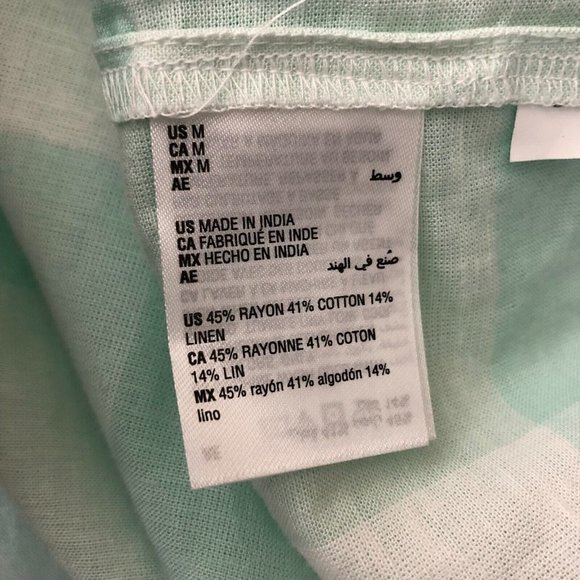 US M
CA M
MX M
AE وسط
US MADE IN INDIA
CA FABRIQUÉ EN INDE
MX HECHO EN INDIA
AE صُنع في الهند
US 45% RAYON 41% COTTON 14%
LINEN
CA 45% RAYONNE 41% COTON
14% LIN
MX 45% rayón 41% algodón 14%
lino